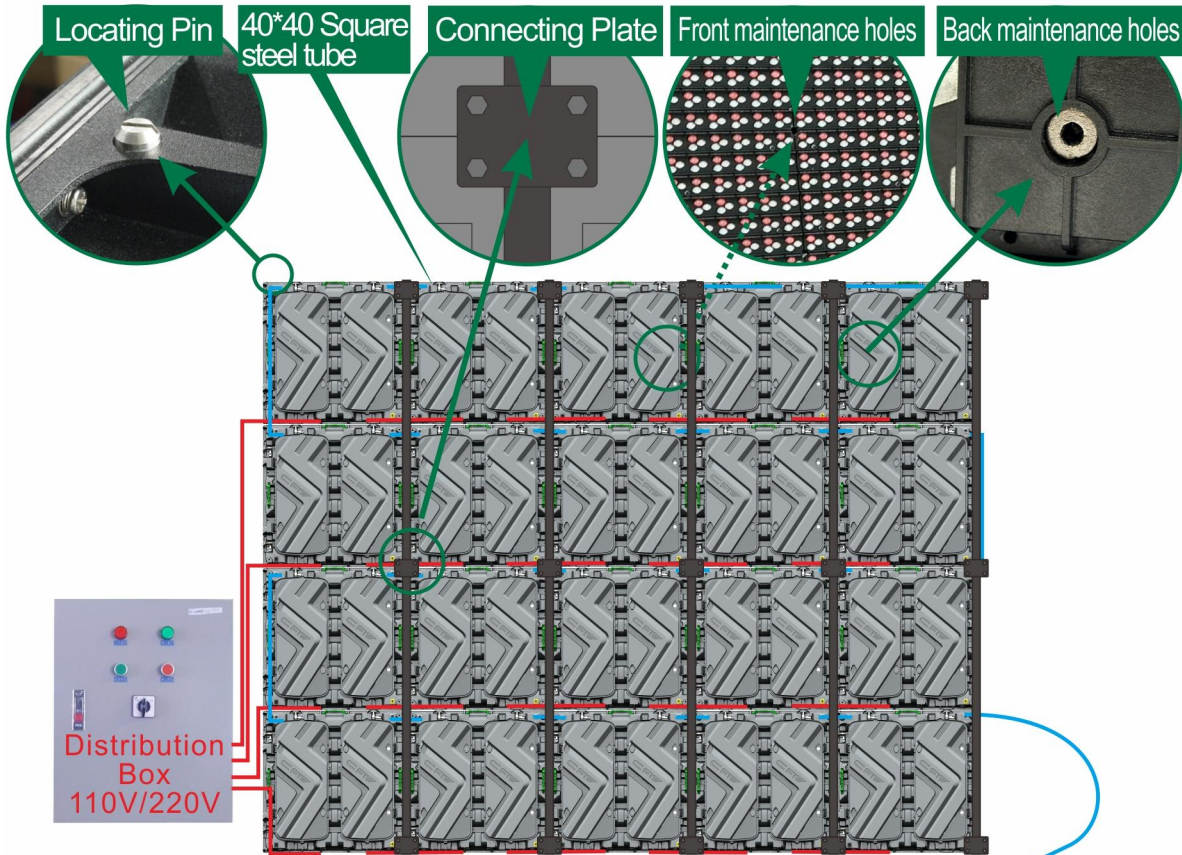 Locating Pin
40*40 Square
steel tube
Connecting Plate
Front maintenance holes
Back maintenance holes
Distribution
Box
110V/220V